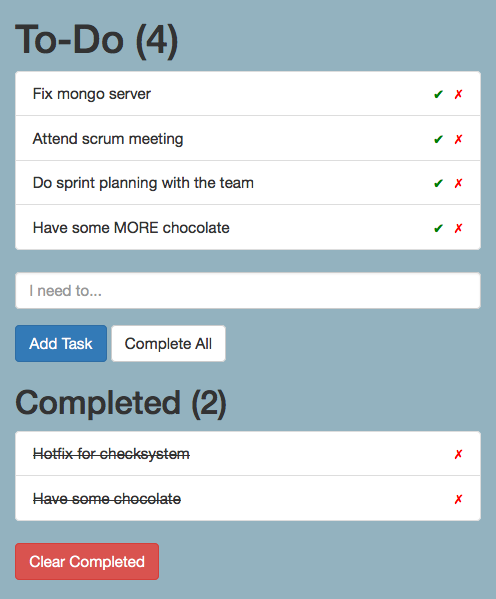 To-Do (4)
Fix mongo server ✔ ✗
Attend scrum meeting ✔ ✗
Do sprint planning with the team ✔ ✗
Have some MORE chocolate ✔ ✗
I need to...
Add Task Complete All
Completed (2)
Hotfix for checksystem ✗
Have some chocolate ✗
Clear Completed